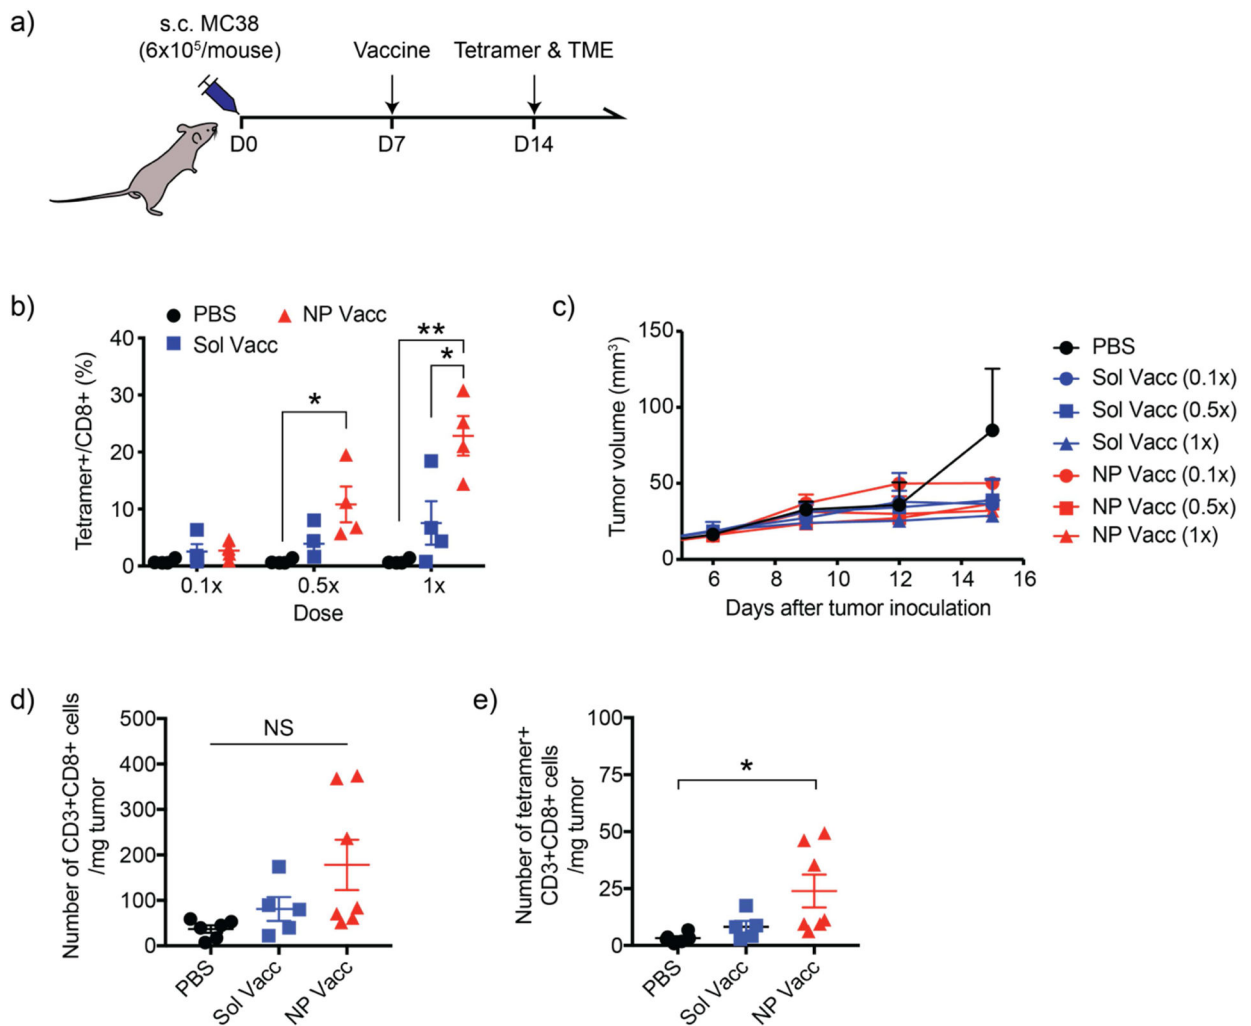 a)
s.c. MC38
(6x10⁵/mouse)
Vaccine
Tetramer & TME
D0
D7
D14
b)
PBS
NP Vacc
Sol Vacc
Tetramer+/CD8+ (%)
40
30
20
10
0
*
**
*
0.1x
0.5x
1x
Dose
c)
Tumor volume (mm³)
150
100
50
0
6
8
10
12
14
16
Days after tumor inoculation
PBS
Sol Vacc (0.1x)
Sol Vacc (0.5x)
Sol Vacc (1x)
NP Vacc (0.1x)
NP Vacc (0.5x)
NP Vacc (1x)
d)
Number of CD3+CD8+ cells
/mg tumor
500
400
300
200
100
0
NS
PBS
Sol Vacc
NP Vacc
e)
Number of tetramer+
CD3+CD8+ cells
/mg tumor
100
75
50
25
0
*
PBS
Sol Vacc
NP Vacc